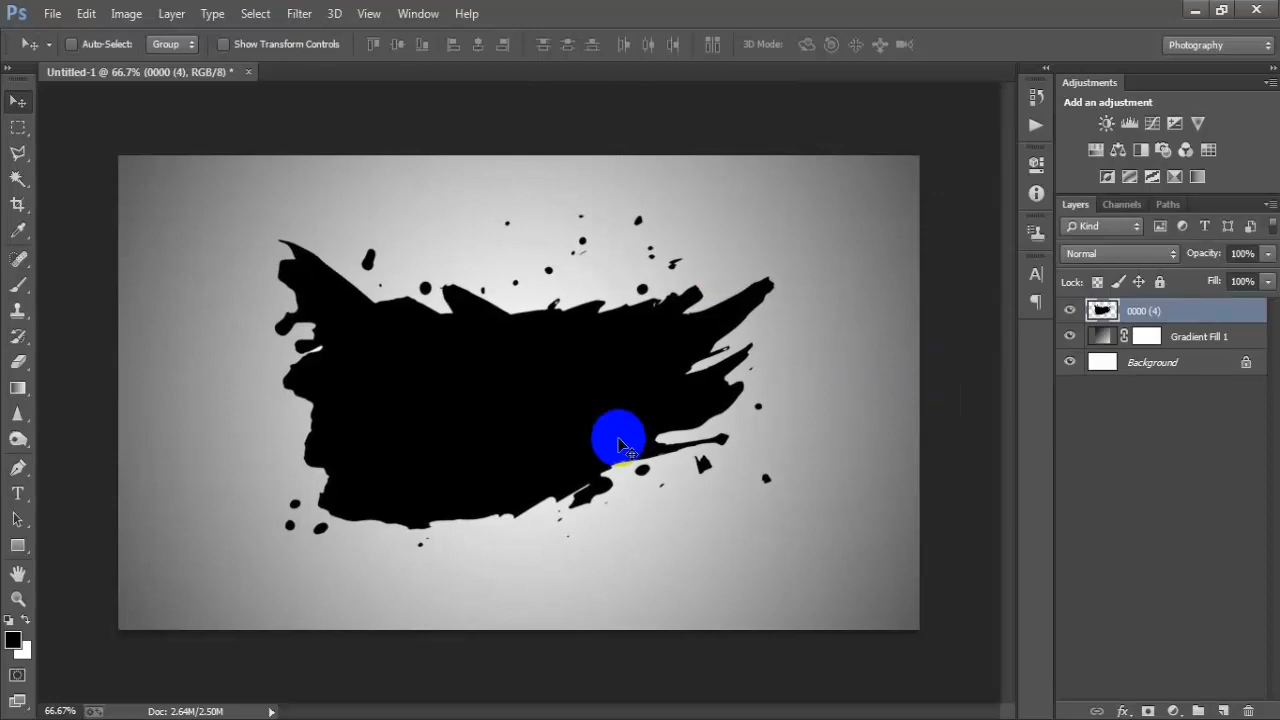 Ps File Edit Image Layer Type Select Filter 3D View Window Help
Auto-Select: Group Show Transform Controls 3D Mode: Photography
Untitled-1 @ 66.7% (0000 (4), RGB/8) *
Adjustments
Add an adjustment
Layers Channels Paths
Kind
Normal Opacity: 100%
Lock: Fill: 100%
0000 (4)
Gradient Fill 1
Background
66.67% Doc: 2.64M/2.50M